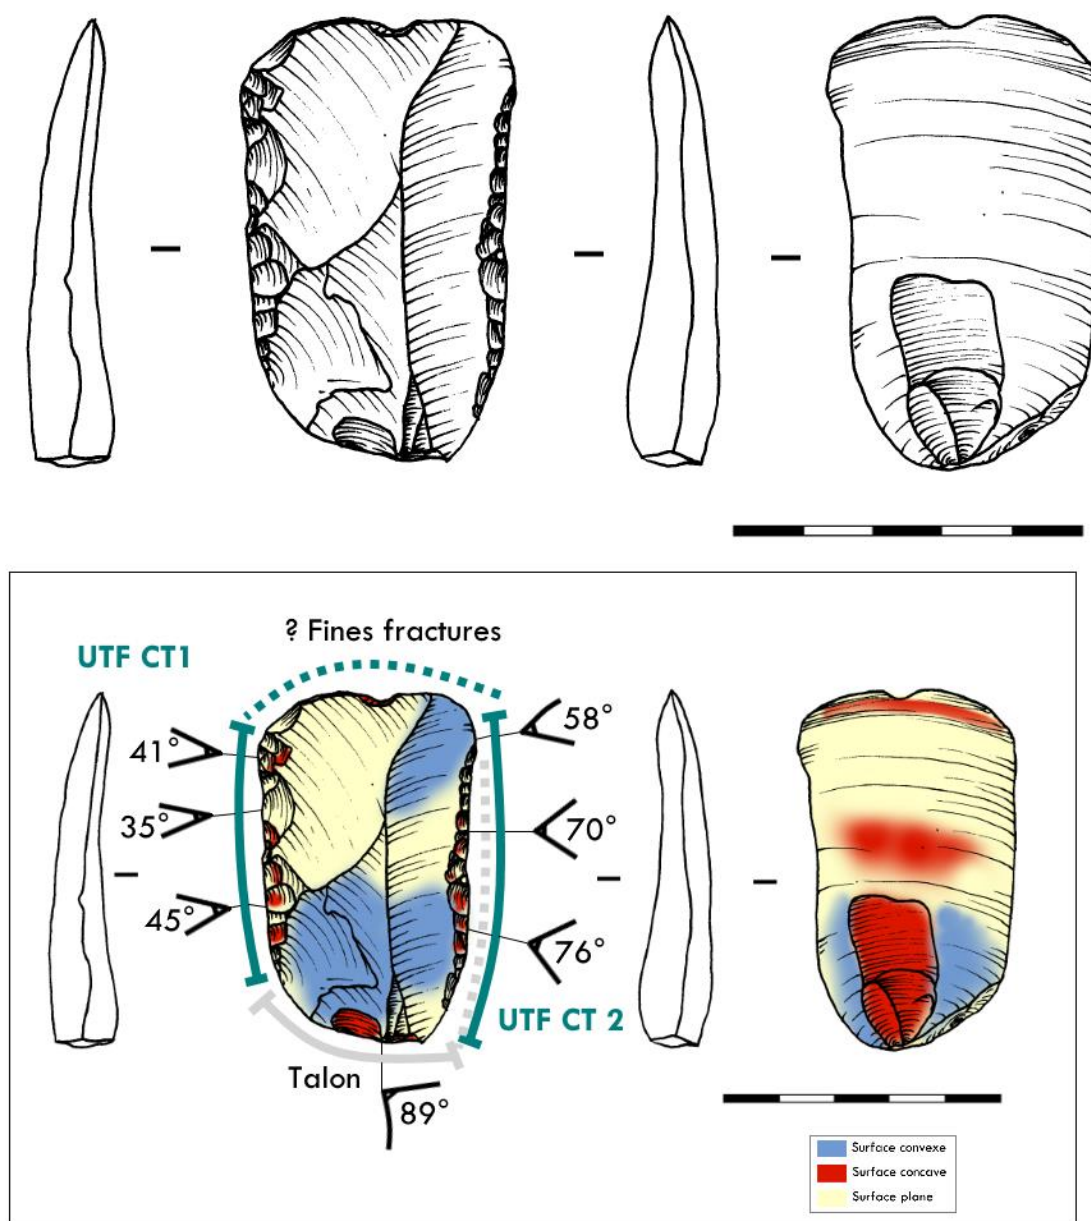 ? Fines fractures
UTF CT1
41°
58°
35°
70°
45°
76°
UTF CT 2
Talon
89°
Surface convexe
Surface concave
Surface plane